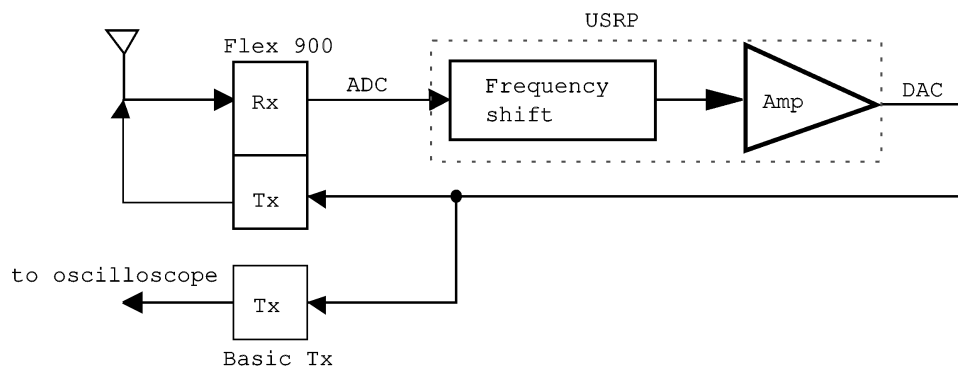 USRP
Flex 900
Rx
ADC
Frequency
shift
Amp
DAC
Tx
to oscilloscope
Tx
Basic Tx